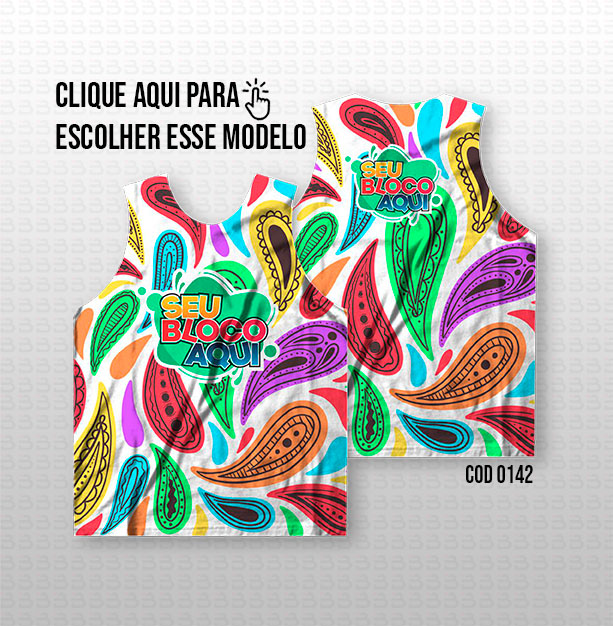 CLIQUE AQUI PARA
ESCOLHER ESSE MODELO
SEU
BLOCO
AQUI
SEU
BLOCO
AQUI
COD 0142